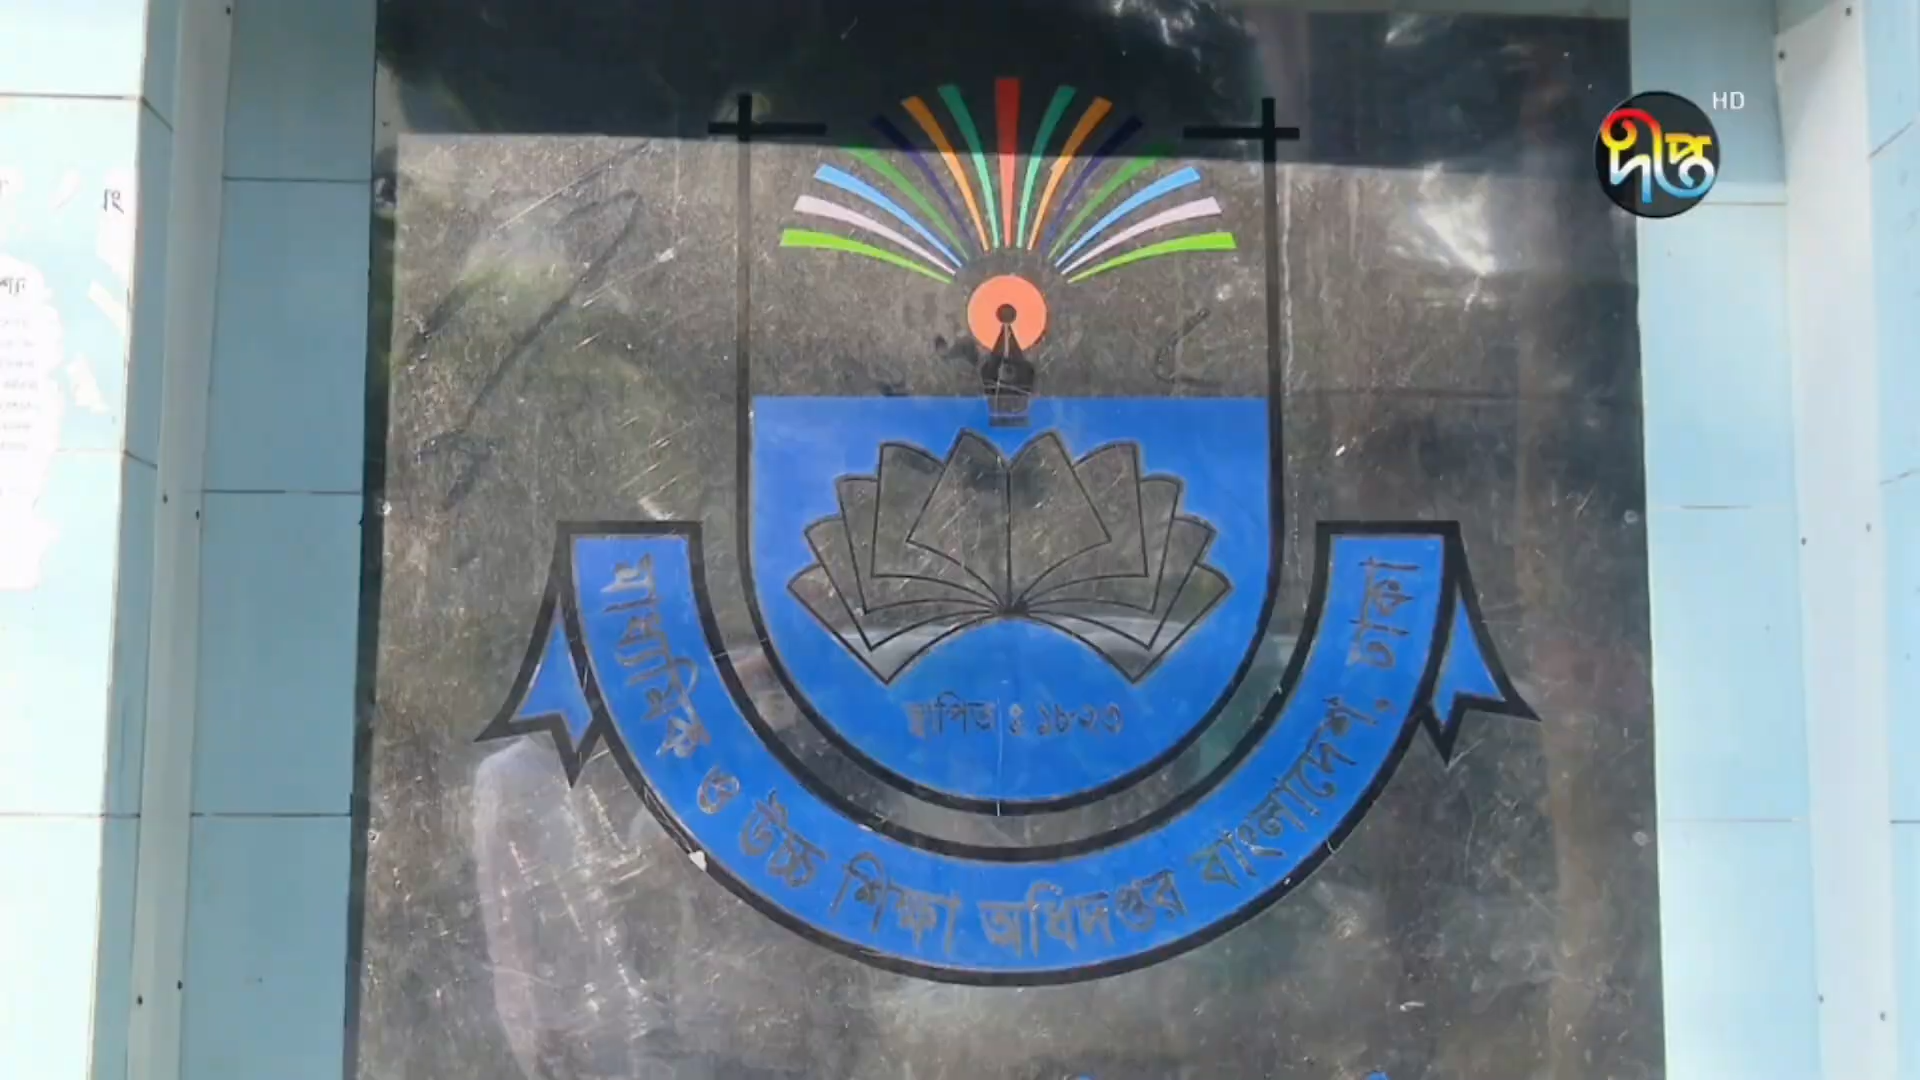 HD
দীপ্ত
স্থাপিত ঃ ১৮২৩
মাধ্যমিক ও উচ্চ শিক্ষা অধিদপ্তর বাংলাদেশ, ঢাকা